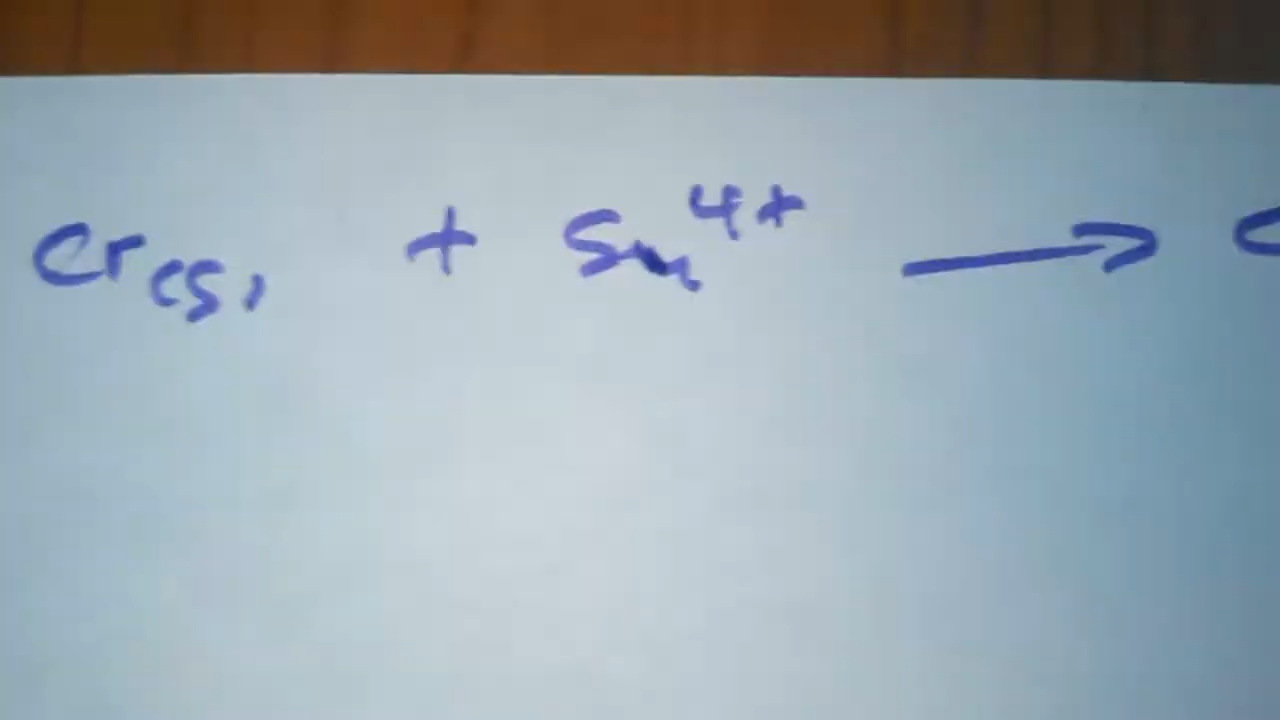 Cr(s) + Sn⁴⁺ → C